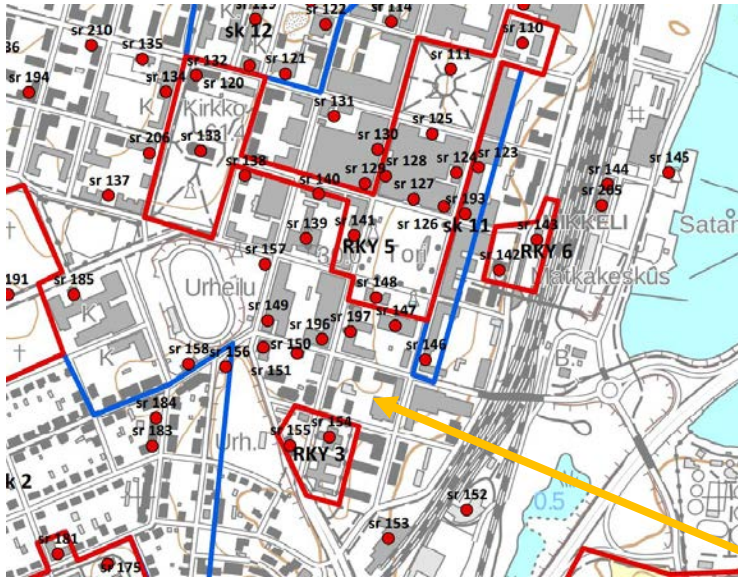 sr 122
sr 114
sk 12
sr 110
sr 210
sr 135
K
sr 111
36
sr 132
sr 121
sr 194
sr 134
sr 120
K
Kirkko
sr 131
sr 125
sr 206
sr 133
sr 130
sr 138
sr 129
sr 128
sr 124
sr 123
sr 144
sr 145
sr 137
sr 140
sr 127
sr 193
sr 205
sr 139
sr 141
sr 126
sk 11
sr 143
IKKELI
Satan
RKY 5
Tori
RKY 6
sr 157
sr 142
Matkakeskus
191
sr 185
Urheilu
sr 148
K
sr 149
sr 196
sr 197
sr 147
K
sr 158
sr 156
sr 150
sr 151
sr 146
B
sr 184
sr 183
Urh.
sr 155
sr 154
RKY 3
k 2
0.5
sr 152
sr 153
sr 181
sr 175